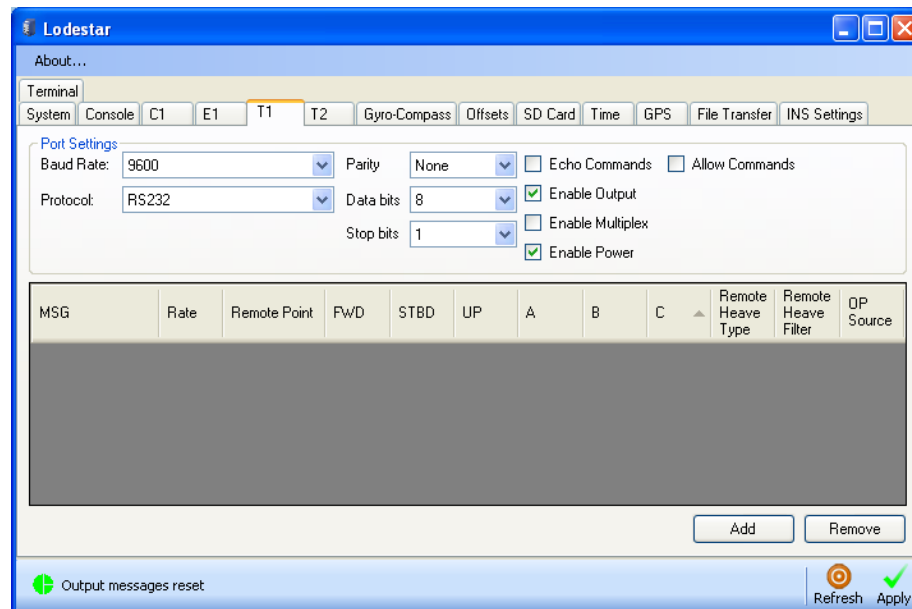 Lodestar
About...
Terminal
System Console C1 E1 T1 T2 Gyro-Compass Offsets SD Card Time GPS File Transfer INS Settings
Port Settings
Baud Rate: 9600 Parity None Echo Commands Allow Commands
Protocol: RS232 Data bits 8 Enable Output
Stop bits 1 Enable Multiplex
Enable Power
MSG Rate Remote Point FWD STBD UP A B C Remote Heave Type Remote Heave Filter OP Source
Add Remove
Output messages reset Refresh Apply